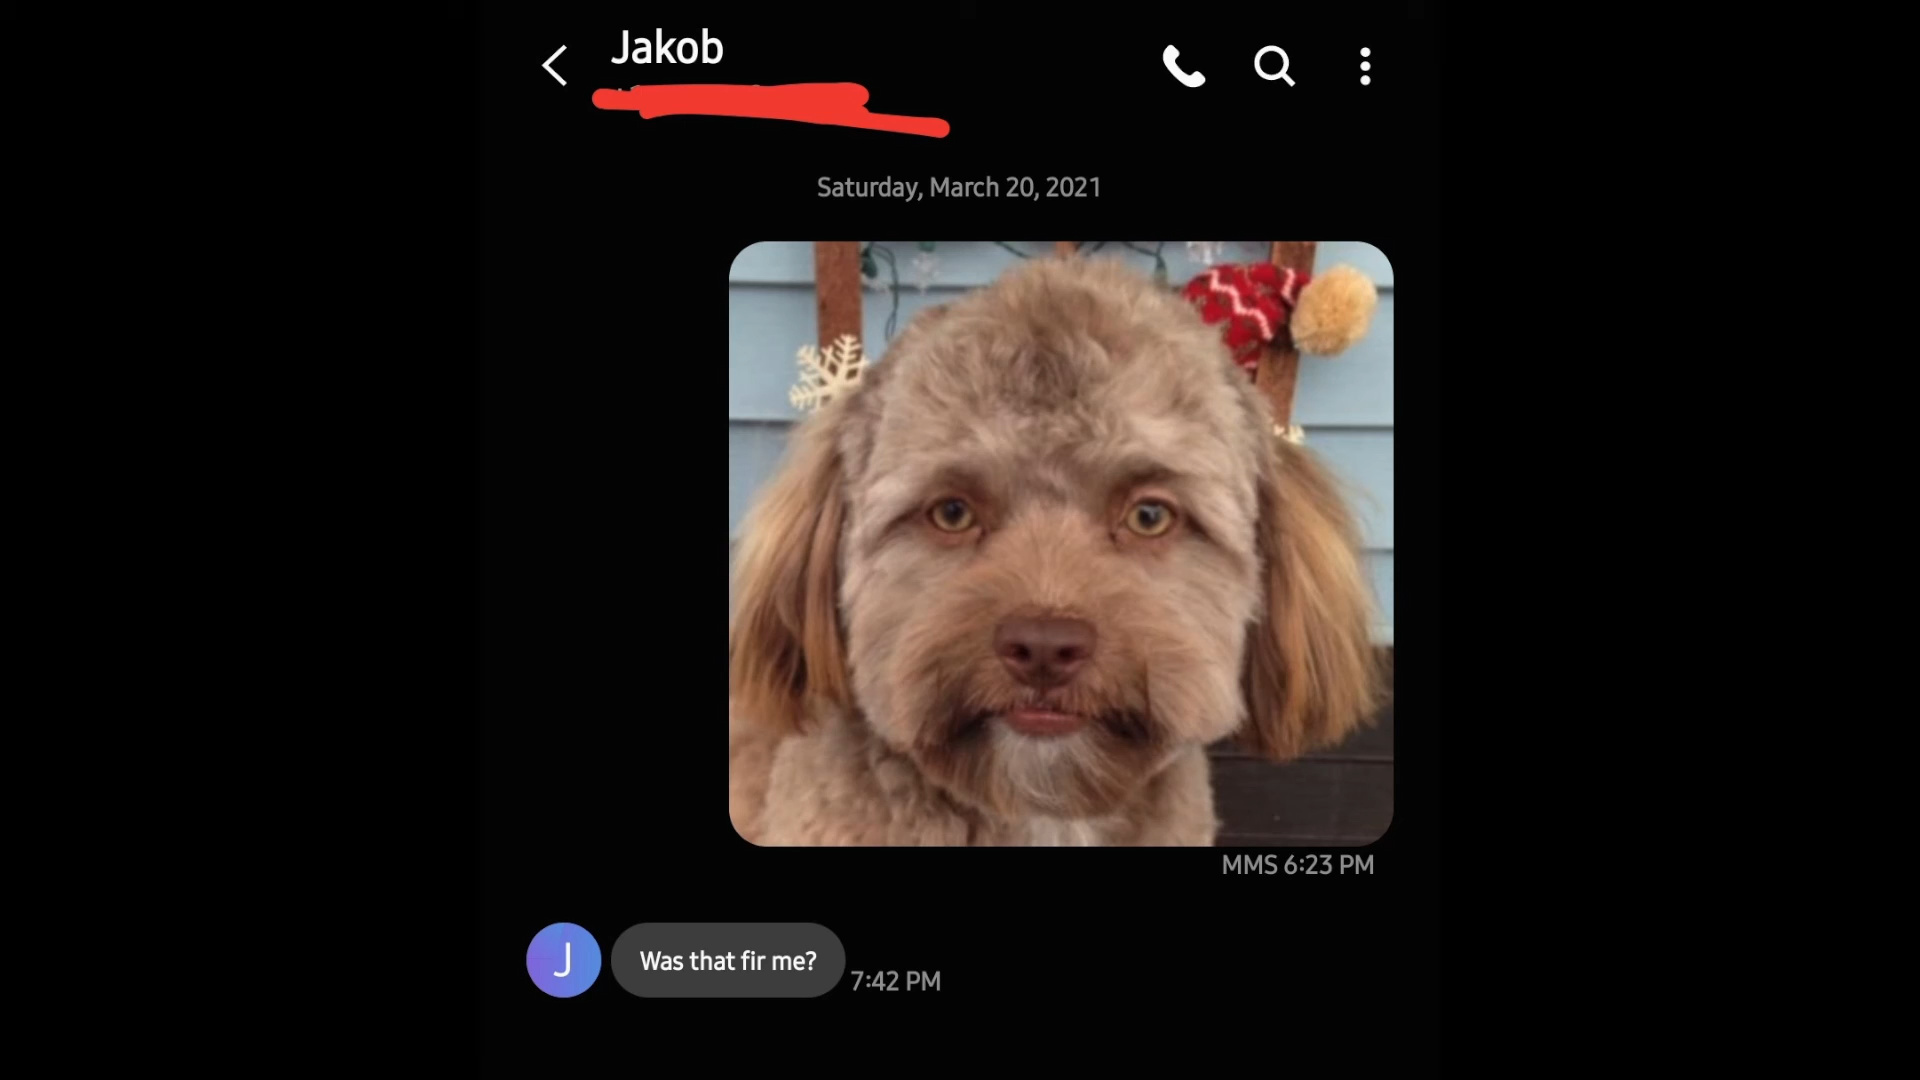 Jakob
Saturday, March 20, 2021
MMS 6:23 PM
J
Was that fir me?
7:42 PM